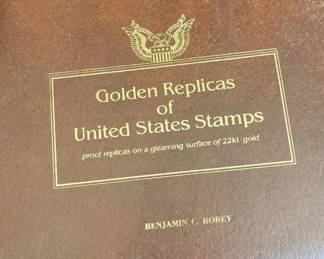 Golden Replicas
of
United States Stamps
proof replicas on a gleaming surface of 22kt. gold
BENJAMIN C. ROBEY